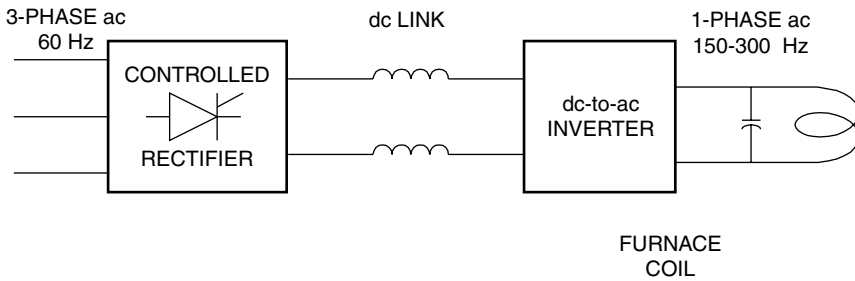 3-PHASE ac
60 Hz
dc LINK
1-PHASE ac
150-300 Hz
CONTROLLED
RECTIFIER
dc-to-ac
INVERTER
FURNACE
COIL